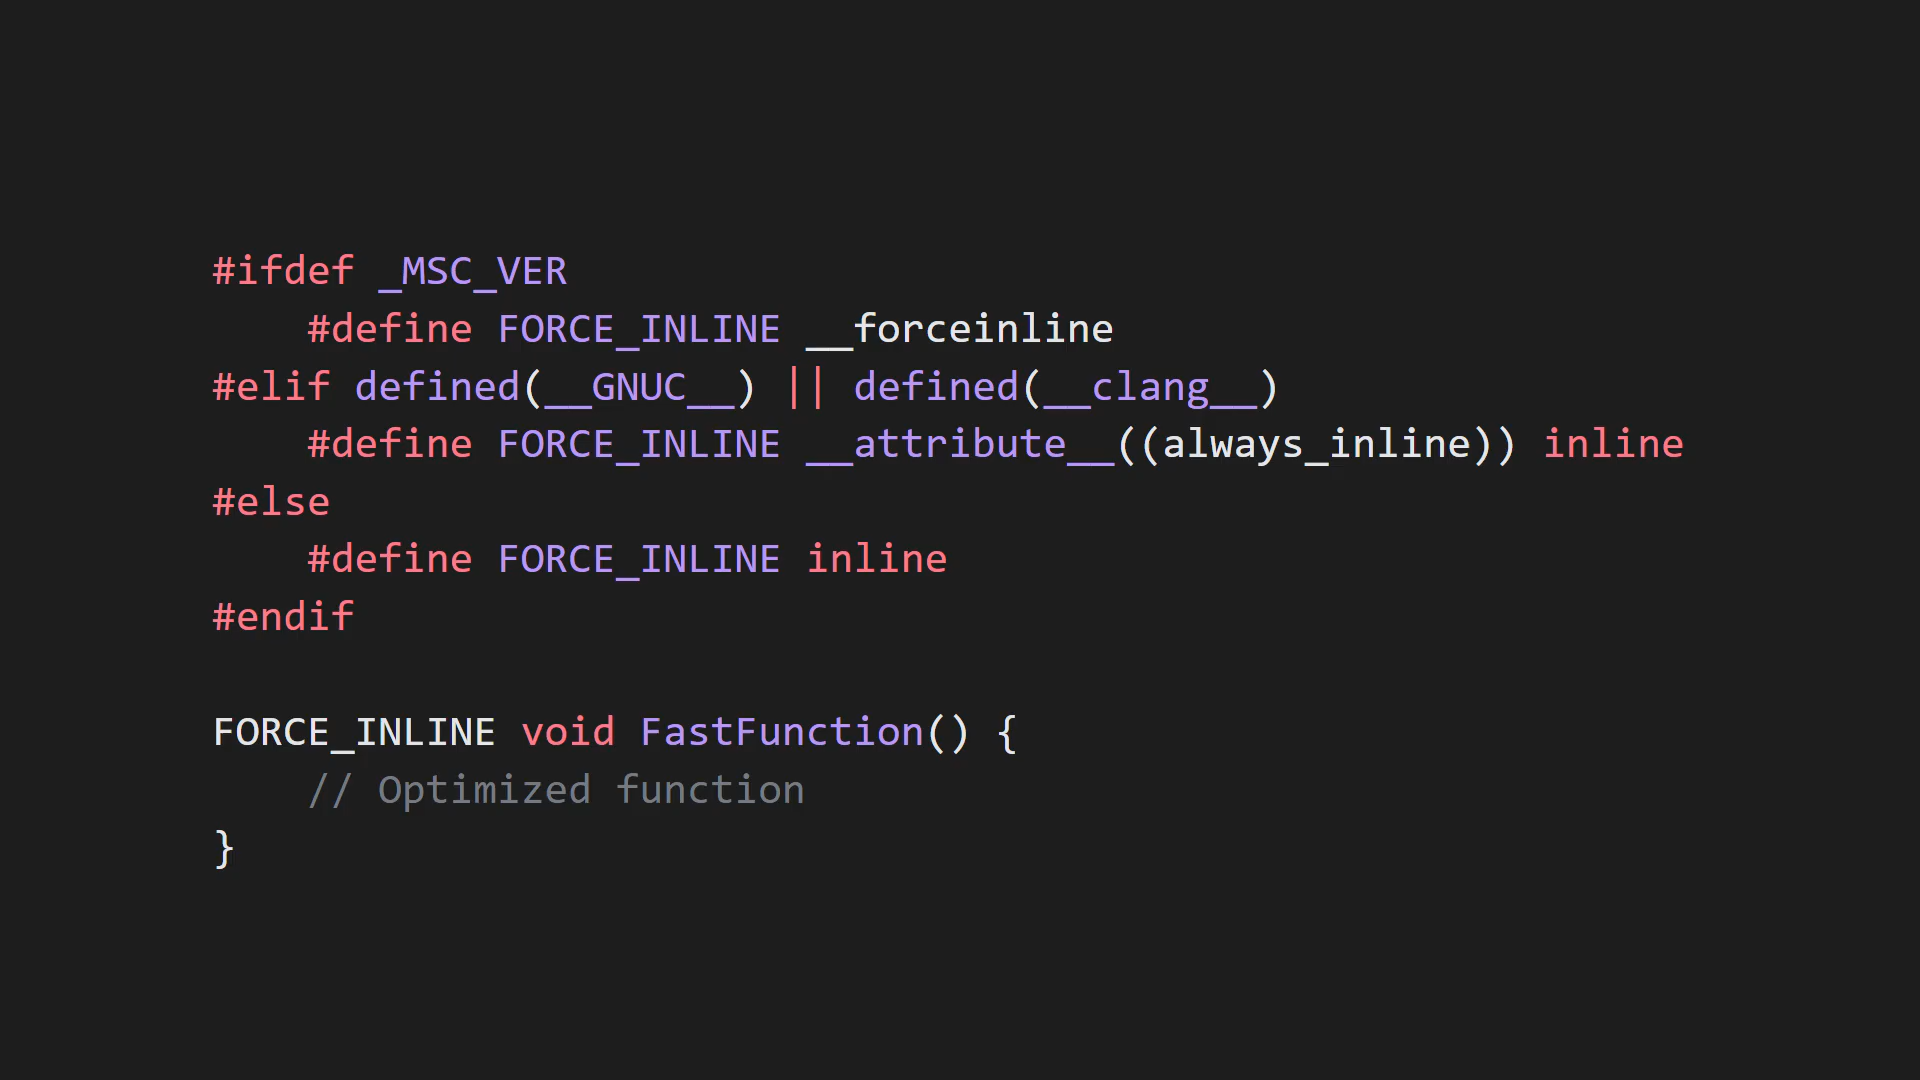 #ifdef _MSC_VER
    #define FORCE_INLINE __forceinline
#elif defined(__GNUC__) || defined(__clang__)
    #define FORCE_INLINE __attribute__((always_inline)) inline
#else
    #define FORCE_INLINE inline
#endif

FORCE_INLINE void FastFunction() {
    // Optimized function
}